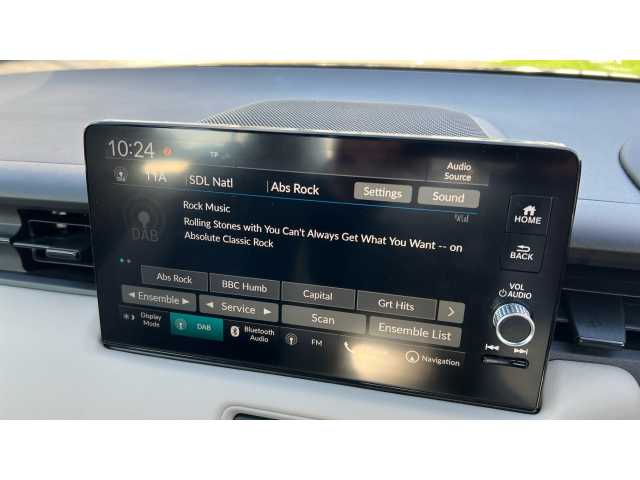 10:24
TP
Audio
Source
11A
SDL Natl
Abs Rock
Settings
Sound
HOME
DAB
Rock Music
Rolling Stones with You Can't Always Get What You Want -- on
Absolute Classic Rock
BACK
Abs Rock
BBC Humb
Capital
Grt Hits
VOL
AUDIO
Ensemble
Service
Scan
Ensemble List
Display
Mode
DAB
Bluetooth
Audio
FM
Navigation